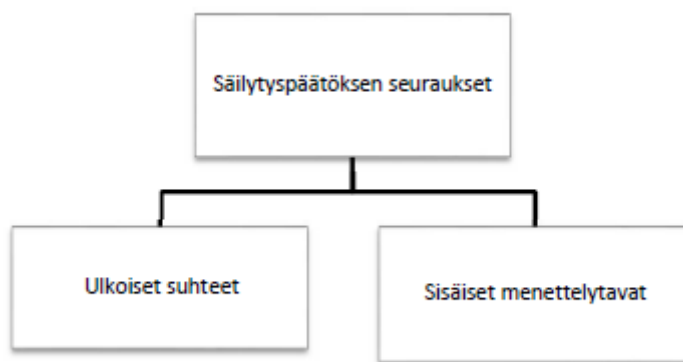 Säilytyspäätöksen seuraukset
Ulkoiset suhteet
Sisäiset menettelytavat